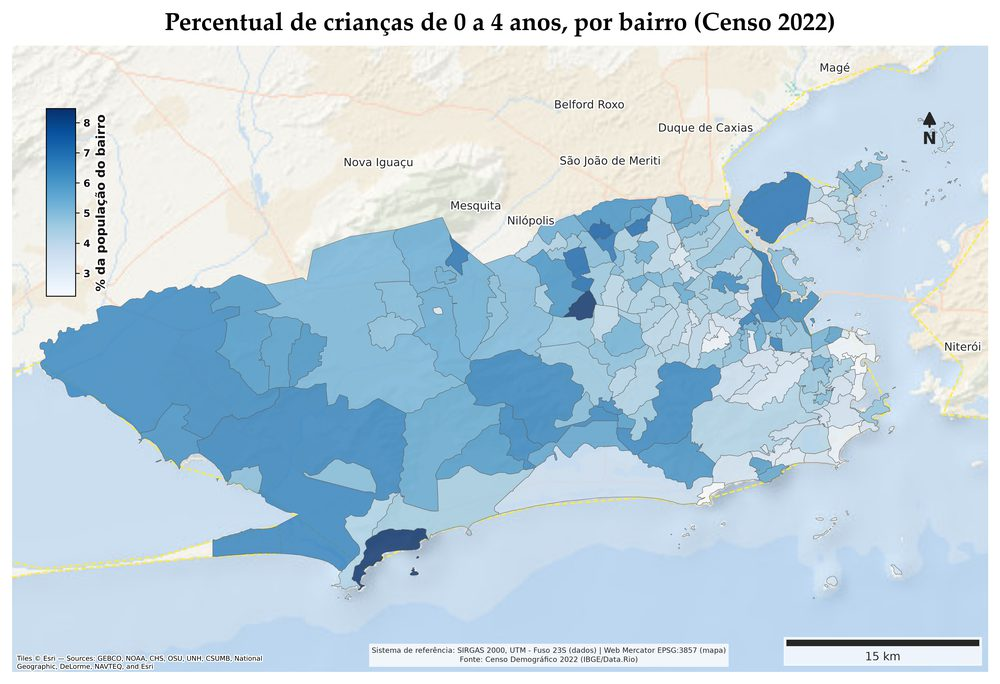 Percentual de crianças de 0 a 4 anos, por bairro (Censo 2022)
Magé
Belford Roxo
Duque de Caxias
N
Nova Iguaçu
São João de Meriti
Mesquita
Nilópolis
8
7
6
5
4
3
% da população do bairro
Niterói
Sistema de referência: SIRGAS 2000, UTM - Fuso 23S (dados) | Web Mercator EPSG:3857 (mapa)
Fonte: Censo Demográfico 2022 (IBGE/Data.Rio)
15 km
Tiles © Esri — Sources: GEBCO, NOAA, CHS, OSU, UNH, CSUMB, National
Geographic, DeLorme, NAVTEQ, and Esri